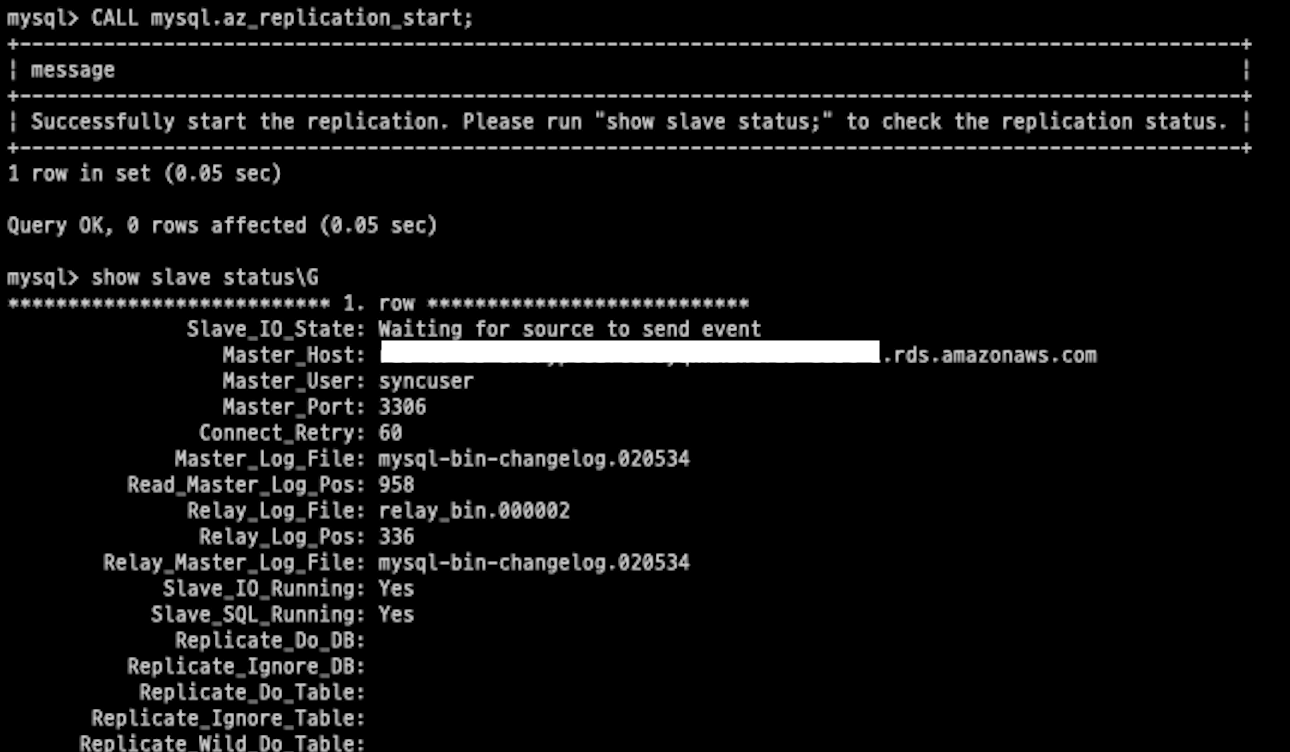 mysql> CALL mysql.az_replication_start;
+------------------------------------------------------------------------------------------------------+
| message                                                                                              |
+------------------------------------------------------------------------------------------------------+
| Successfully start the replication. Please run "show slave status;" to check the replication status. |
+------------------------------------------------------------------------------------------------------+
1 row in set (0.05 sec)
Query OK, 0 rows affected (0.05 sec)
mysql> show slave status\G
*************************** 1. row ***************************
Slave_IO_State: Waiting for source to send event
Master_Host: .rds.amazonaws.com
Master_User: syncuser
Master_Port: 3306
Connect_Retry: 60
Master_Log_File: mysql-bin-changelog.020534
Read_Master_Log_Pos: 958
Relay_Log_File: relay_bin.000002
Relay_Log_Pos: 336
Relay_Master_Log_File: mysql-bin-changelog.020534
Slave_IO_Running: Yes
Slave_SQL_Running: Yes
Replicate_Do_DB:
Replicate_Ignore_DB:
Replicate_Do_Table:
Replicate_Ignore_Table:
Replicate_Wild_Do_Table: